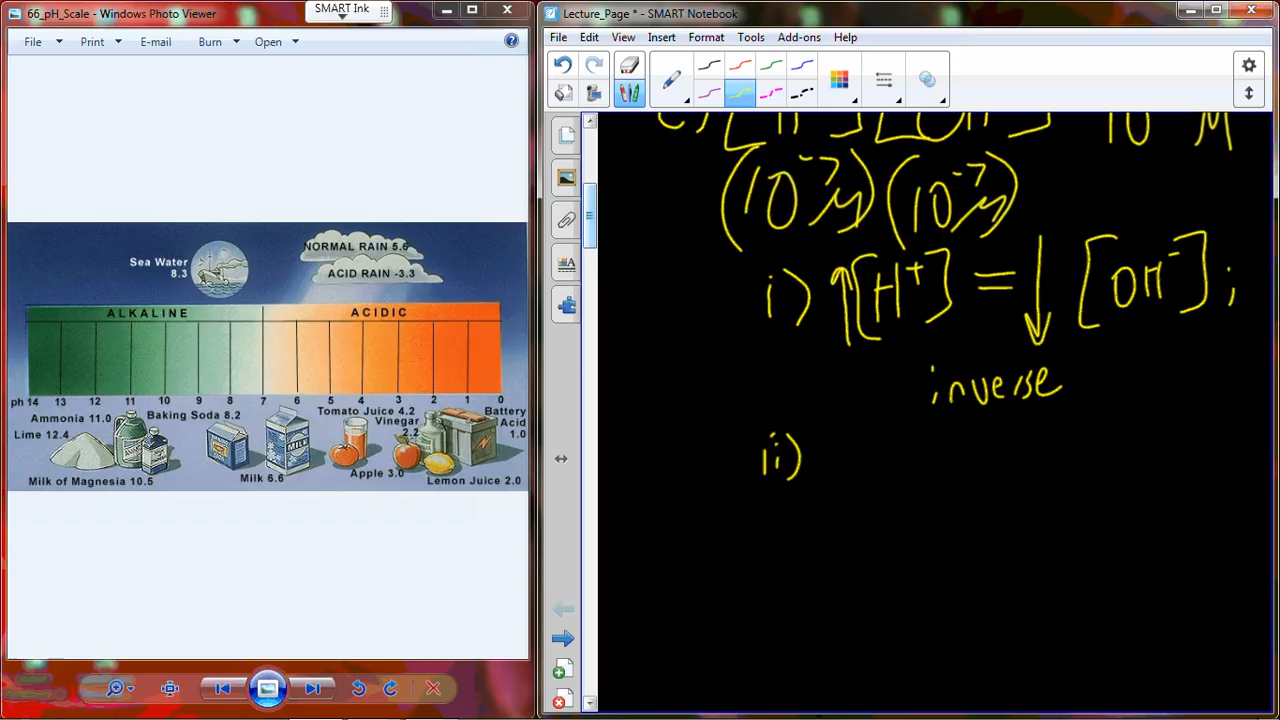 66_pH_Scale - Windows Photo Viewer
SMART Ink
File Print E-mail Burn Open
Sea Water
8.3
NORMAL RAIN 5.6
ACID RAIN -3.3
ALKALINE ACIDIC
ph 14 13 12 11 10 9 8 7 6 5 4 3 2 1 0
Ammonia 11.0
Baking Soda 8.2
Tomato Juice 4.2
Battery
Acid
1.0
Vinegar
2.2
Lime 12.4
MILK
Milk of Magnesia 10.5
Milk 6.6
Apple 3.0
Lemon Juice 2.0
Lecture_Page * - SMART Notebook
File Edit View Insert Format Tools Add-ons Help
(10⁻⁷M)(10⁻⁷M)
i) ↑[H⁺] = ↓ [OH⁻];
inverse
ii)